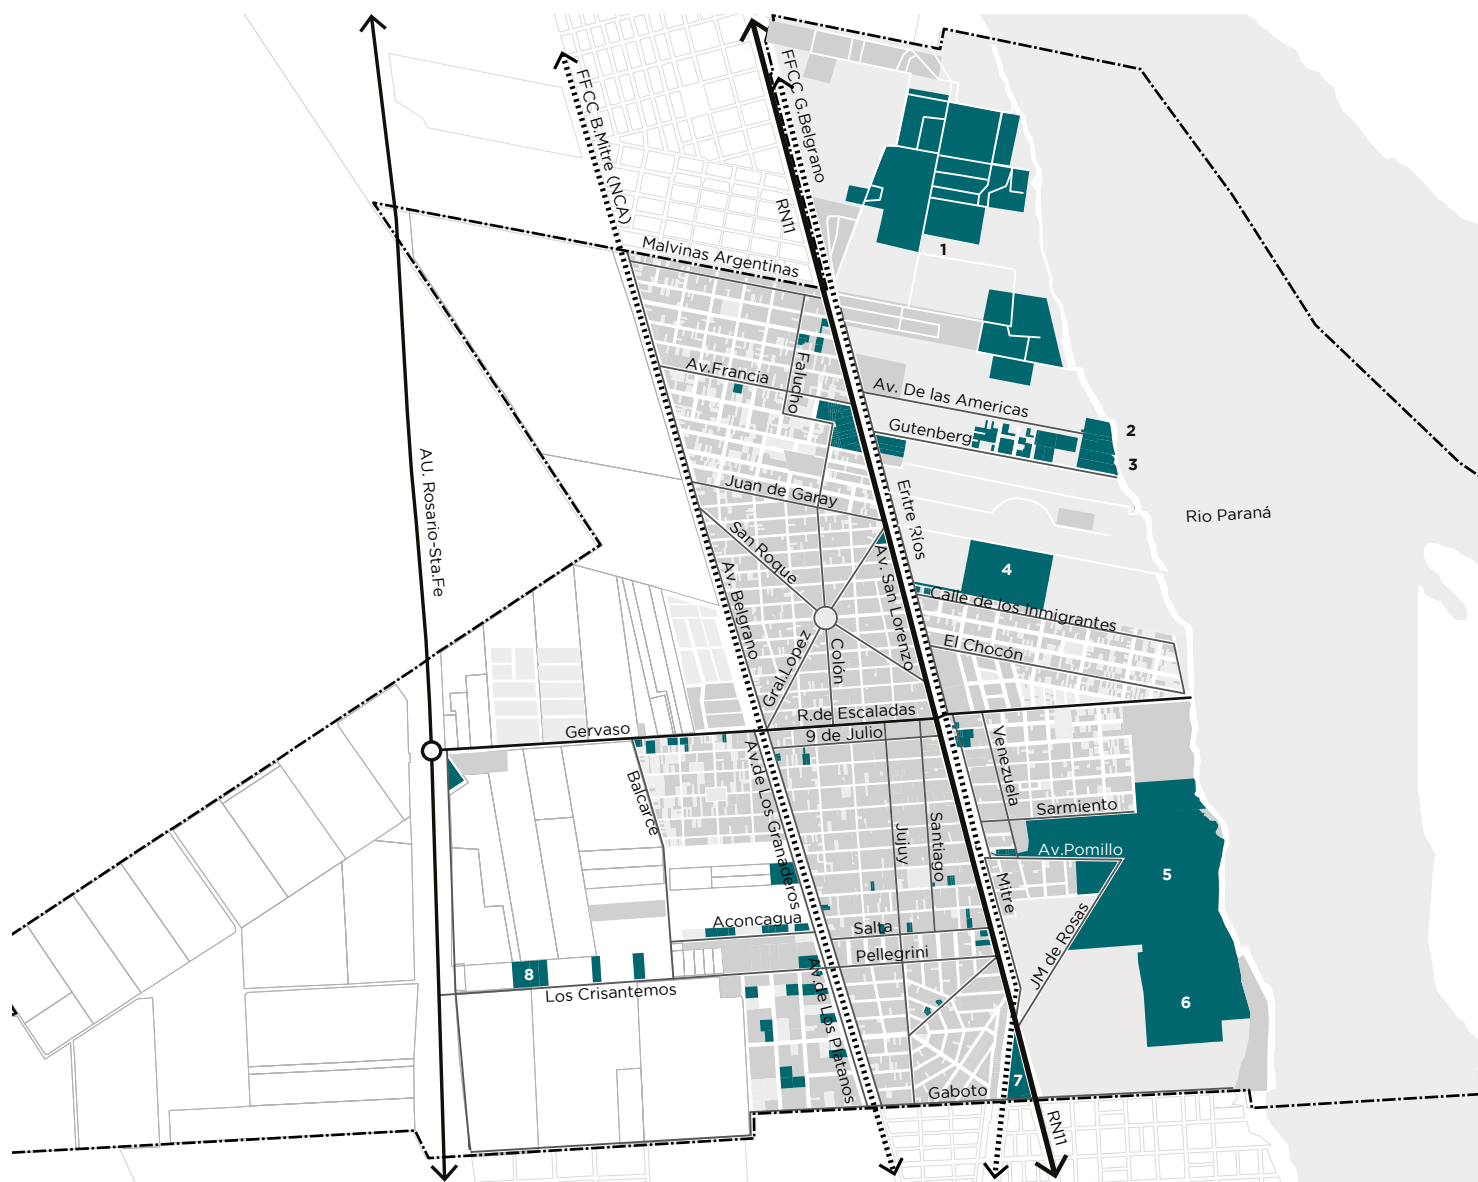 FFCC B.Mitre (NCA)
FFCC G.Belgrano
RN11
Malvinas Argentinas
1
Av.Francia
Falucho
Av. De las Americas
Gutenberg
2
3
AU. Rosario-Sta.Fe
Juan de Garay
San Roque
Entre Ríos
Rio Paraná
Av. Belgrano
Av. San Lorenzo
4
Calle de los Inmigrantes
El Chocón
Gral.Lopez
Colón
R.de Escaladas
Gervaso
9 de Julio
Venezuela
Av.de Los Granaderos
Balcarce
Jujuy
Santiago
Sarmiento
Av.Pomillo
5
Mitre
JM de Rosas
Aconcagua
Salta
Pellegrini
8
Los Crisantemos
Av.de Los Platanos
6
7
Gaboto
RN11